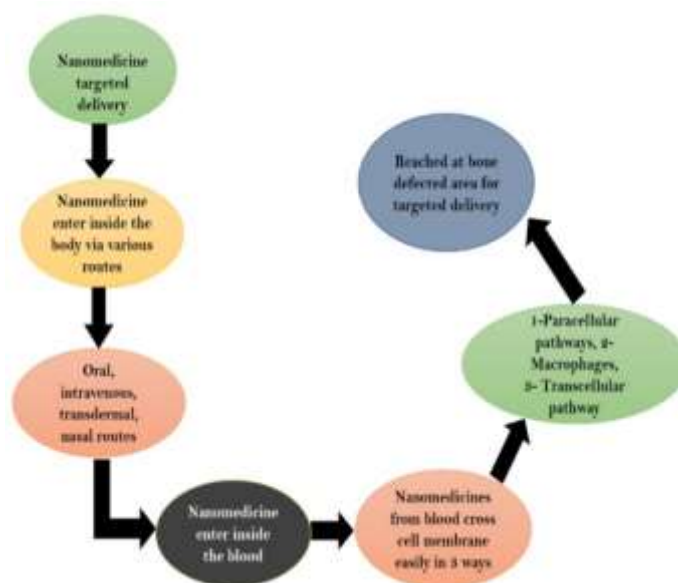 Nanomedicine
targeted
delivery
Nanomedicine
enter inside the
body via various
routes
Oral,
intravenous,
transdermal,
nasal routes
Nanomedicine
enter inside
the blood
Nanomedicines
from blood cross
cell membrane
easily in 3 ways
1-Paracellular
pathways, 2-
Macrophages,
3- Transcellular
pathway
Reached at bone
defected area for
targeted delivery